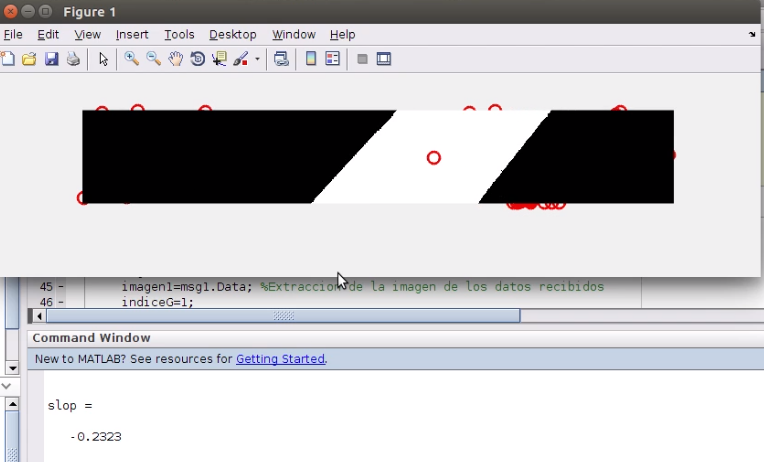 Figure 1
File Edit View Insert Tools Desktop Window Help
45 - imagen1=msg1.Data; %Extraccion de la imagen de los datos recibidos
46 - indiceG=1;
Command Window
New to MATLAB? See resources for Getting Started.
slop =
-0.2323